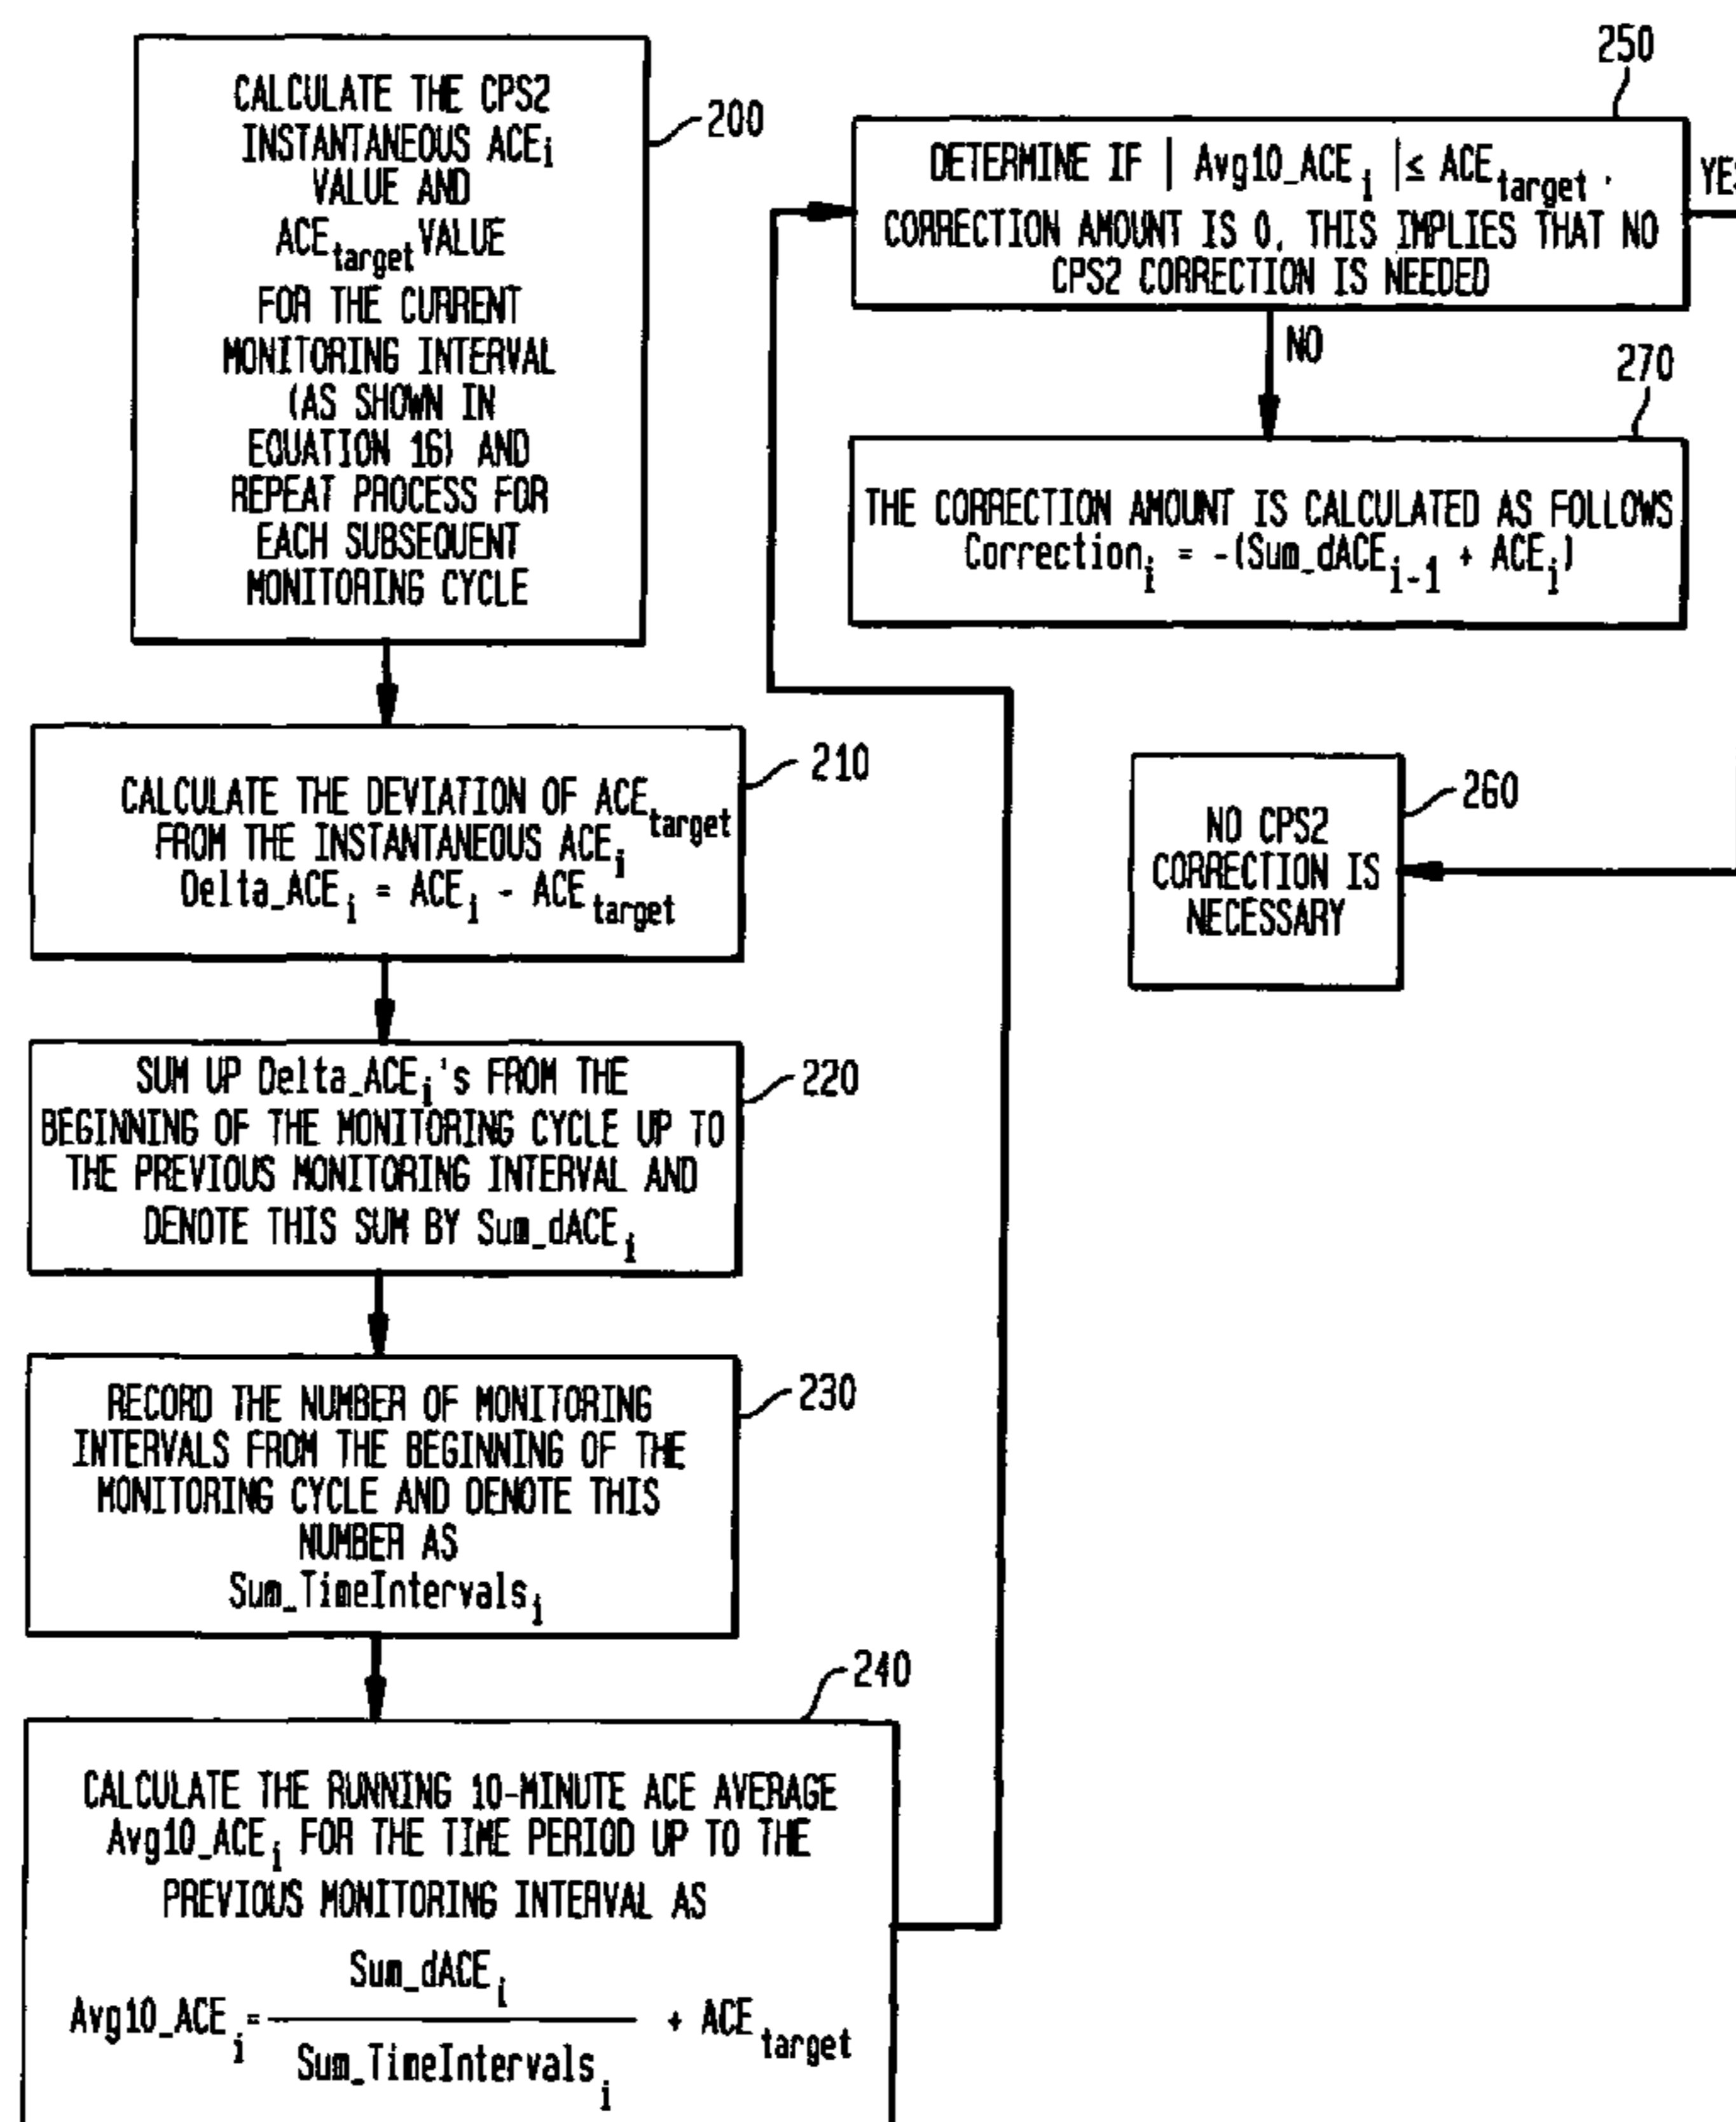 CALCULATE THE CPS2
INSTANTANEOUS ACEi
VALUE AND
ACEtarget VALUE
FOR THE CURRENT
MONITORING INTERVAL
(AS SHOWN IN
EQUATION 16) AND
REPEAT PROCESS FOR
EACH SUBSEQUENT
MONITORING CYCLE
200
CALCULATE THE DEVIATION OF ACEtarget
FROM THE INSTANTANEOUS ACEi
Delta_ACEi = ACEi - ACEtarget
210
SUM UP Delta_ACEi's FROM THE
BEGINNING OF THE MONITORING CYCLE UP TO
THE PREVIOUS MONITORING INTERVAL AND
DENOTE THIS SUM BY Sum_dACEi
220
RECORD THE NUMBER OF MONITORING
INTERVALS FROM THE BEGINNING OF THE
MONITORING CYCLE AND DENOTE THIS
NUMBER AS
Sum_TimeIntervalsi
230
240
CALCULATE THE RUNNING 10-MINUTE ACE AVERAGE
Avg10_ACEi FOR THE TIME PERIOD UP TO THE
PREVIOUS MONITORING INTERVAL AS
Sum_dACEi
Avg10_ACEi = + ACEtarget
Sum_TimeIntervalsi
250
DETERMINE IF | Avg10_ACEi |≤ ACEtarget .
CORRECTION AMOUNT IS 0. THIS IMPLIES THAT NO
CPS2 CORRECTION IS NEEDED
YES
NO
270
THE CORRECTION AMOUNT IS CALCULATED AS FOLLOWS
Correctioni = -(Sum_dACEi-1 + ACEi)
NO CPS2
CORRECTION IS
NECESSARY
260